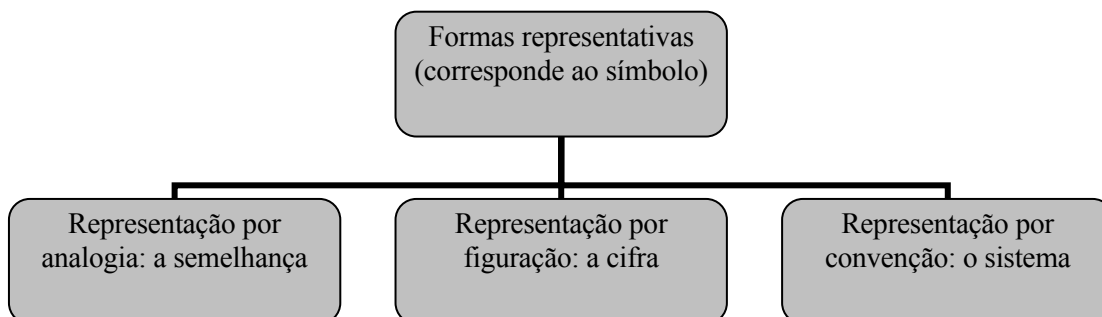 Formas representativas
(corresponde ao símbolo)
Representação por
analogia: a semelhança
Representação por
figuração: a cifra
Representação por
convenção: o sistema